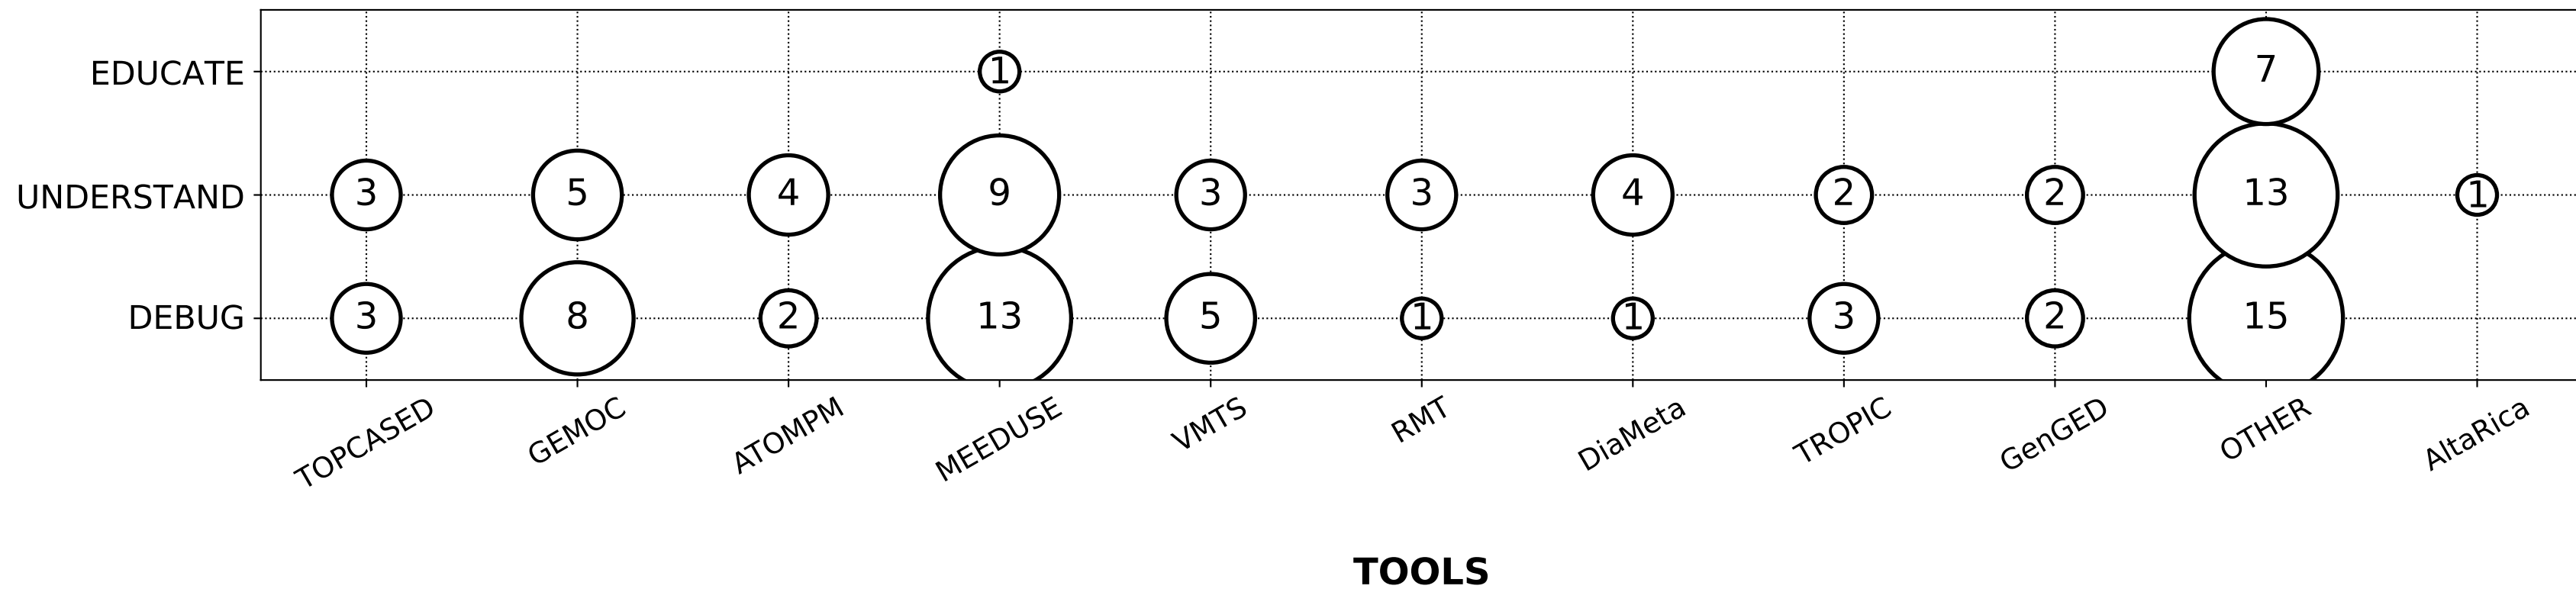 EDUCATE 1 7
UNDERSTAND 3 5 4 9 3 3 4 2 2 13 1
DEBUG 3 8 2 13 5 1 1 3 2 15
TOPCASED GEMOC ATOMPM MEEDUSE VMTS RMT DiaMeta TROPIC GenGED OTHER AltaRica
TOOLS